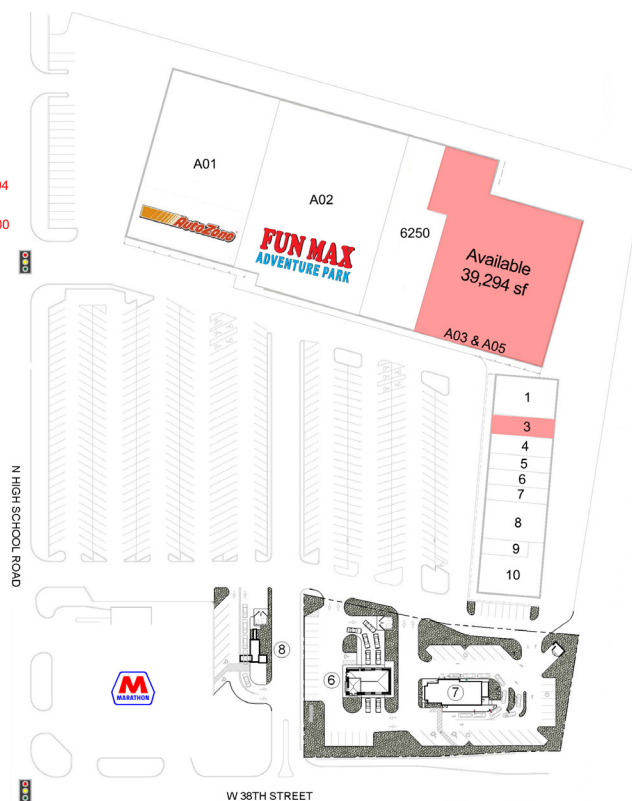 A01
AutoZone
A02
FUN MAX
ADVENTURE PARK
6250
Available
39,294 sf
A03 & A05
1
3
4
5
6
7
8
9
10
N HIGH SCHOOL ROAD
8
6
7
M
MARATHON
W 38TH STREET